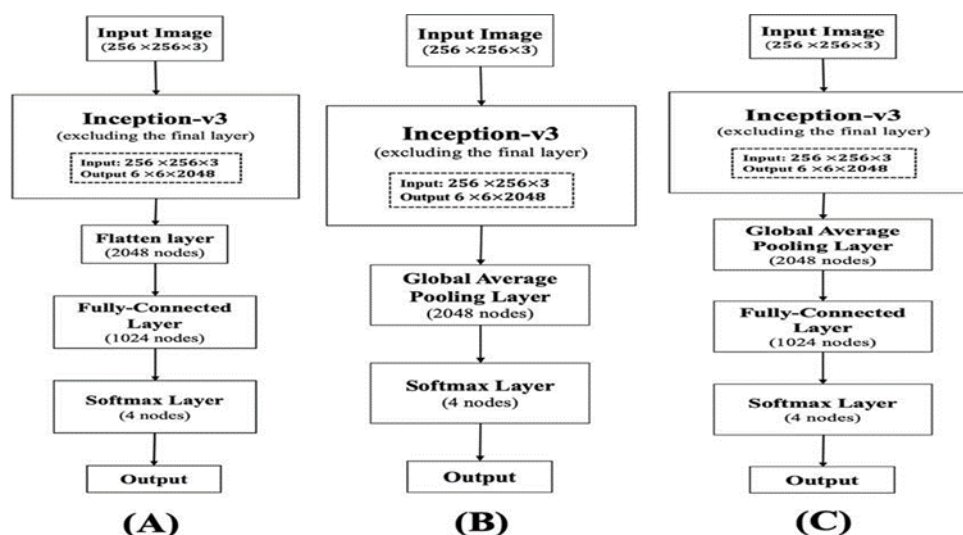 Input Image
(256 ×256×3)
Inception-v3
(excluding the final layer)
Input: 256 ×256×3
Output 6 ×6×2048
Flatten layer
(2048 nodes)
Fully-Connected
Layer
(1024 nodes)
Softmax Layer
(4 nodes)
Output
(A)
Input Image
(256 ×256×3)
Inception-v3
(excluding the final layer)
Input: 256 ×256×3
Output 6 ×6×2048
Global Average
Pooling Layer
(2048 nodes)
Softmax Layer
(4 nodes)
Output
(B)
Input Image
(256 ×256×3)
Inception-v3
(excluding the final layer)
Input: 256 ×256×3
Output 6 ×6×2048
Global Average
Pooling Layer
(2048 nodes)
Fully-Connected
Layer
(1024 nodes)
Softmax Layer
(4 nodes)
Output
(C)